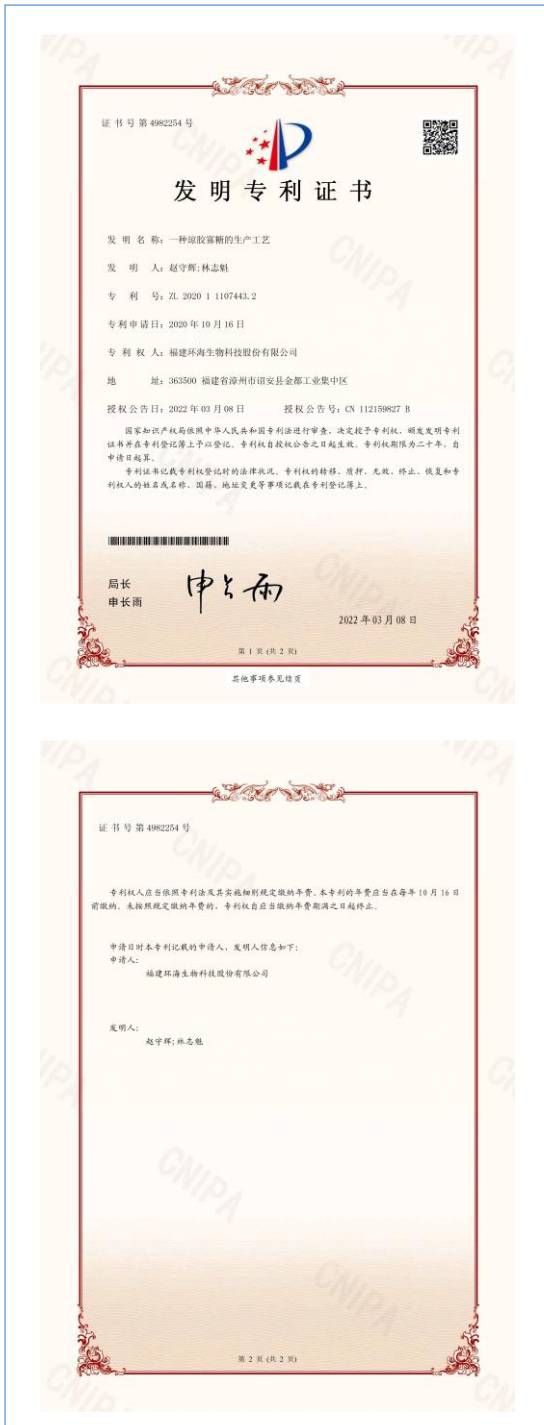 证书号第4982254号
发明专利证书
发明名称：一种琼胶寡糖的生产工艺
发明人：赵守辉;林志魁
专利号：ZL 2020 1 1107443.2
专利申请日：2020年10月16日
专利权人：福建环海生物科技股份有限公司
地址：363500 福建省漳州市诏安县金都工业集中区
授权公告日：2022年03月08日 授权公告号：CN 112159827 B
国家知识产权局依照中华人民共和国专利法进行审查，决定授予专利权，颁发发明专利
证书并在专利登记簿上予以登记。专利权自授权公告之日起生效。专利权期限为二十年，自
申请日起算。
专利证书记载专利权登记时的法律状况。专利权的转移、质押、无效、终止、恢复和专
利权人的姓名或名称、国籍、地址变更等事项记载在专利登记簿上。
局长
申长雨
申长雨
2022年03月08日
第 1 页 (共 2 页)
其他事项参见续页
证书号第4982254号
专利权人应当依照专利法及其实施细则规定缴纳年费。本专利的年费应当在每年10月16日
前缴纳。未按照规定缴纳年费的，专利权自应当缴纳年费期满之日起终止。
申请日时本专利记载的申请人、发明人信息如下：
申请人：
福建环海生物科技股份有限公司
发明人：
赵守辉;林志魁
第 2 页 (共 2 页)
CNIPA